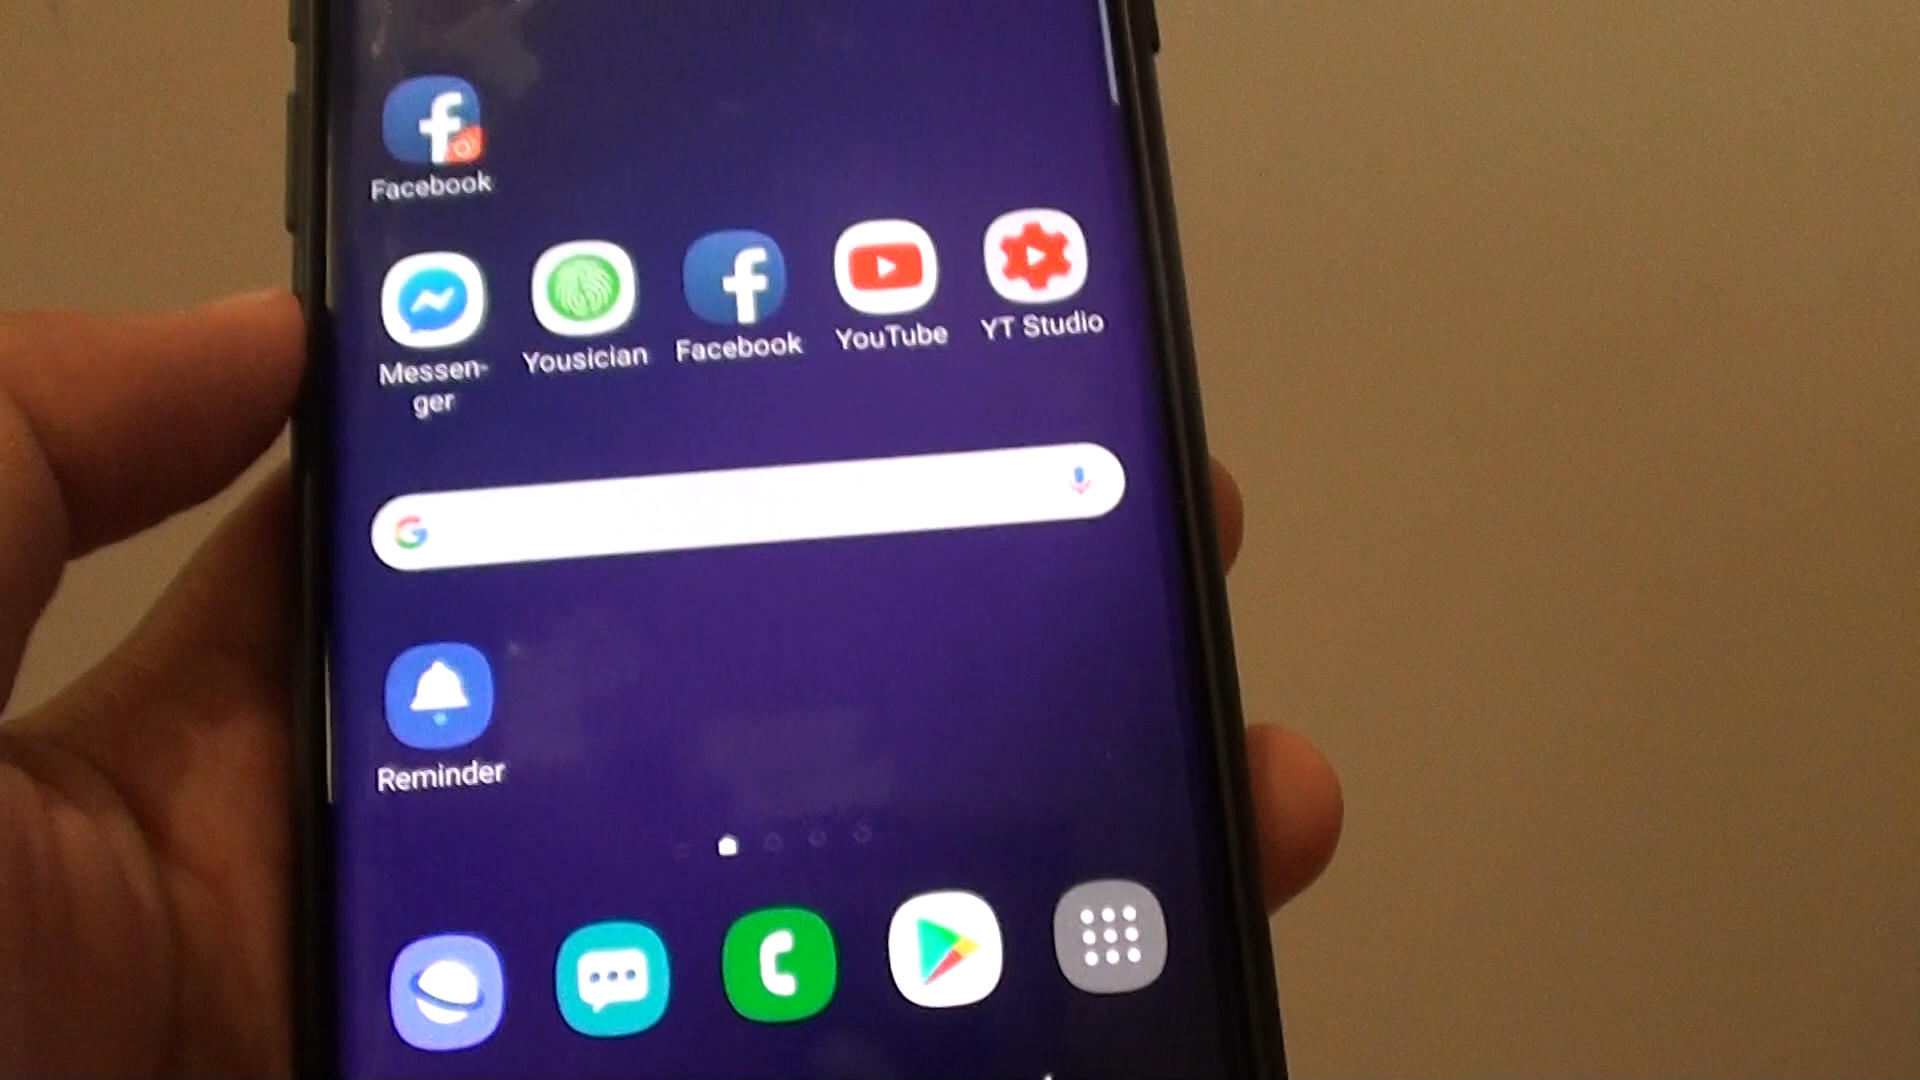 Facebook
Messen-
ger
Yousician
Facebook
YouTube
YT Studio
Reminder